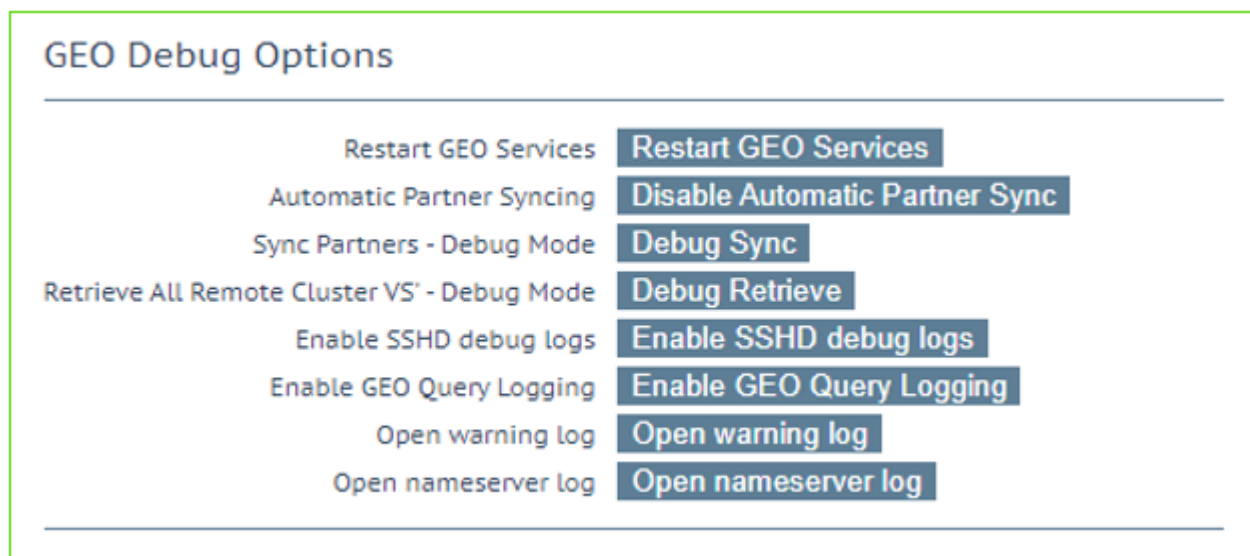 GEO Debug Options
Restart GEO Services Restart GEO Services
Automatic Partner Syncing Disable Automatic Partner Sync
Sync Partners - Debug Mode Debug Sync
Retrieve All Remote Cluster VS' - Debug Mode Debug Retrieve
Enable SSHD debug logs Enable SSHD debug logs
Enable GEO Query Logging Enable GEO Query Logging
Open warning log Open warning log
Open nameserver log Open nameserver log